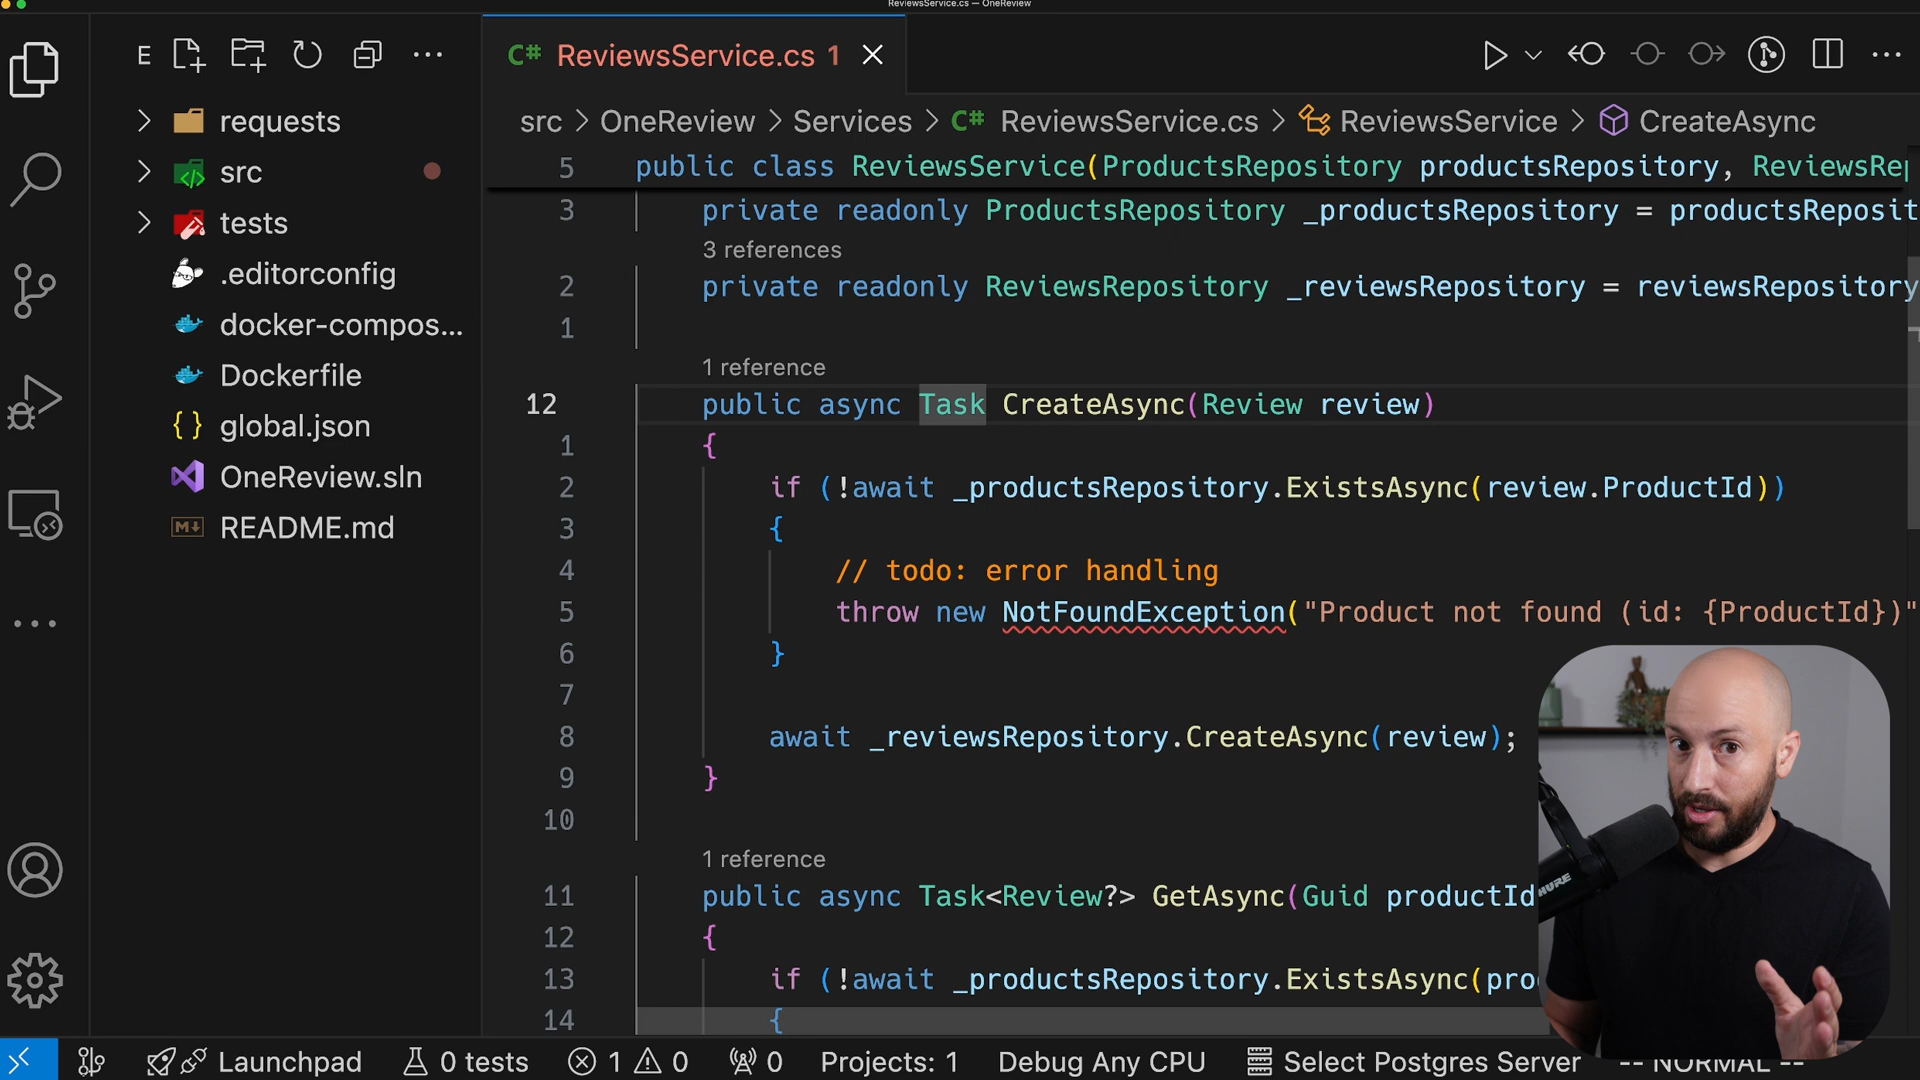 ReviewsService.cs — OneReview
E
C# ReviewsService.cs 1
requests
src
tests
.editorconfig
docker-compos...
Dockerfile
{ } global.json
OneReview.sln
M README.md
src > OneReview > Services > C# ReviewsService.cs > ReviewsService > CreateAsync
5 public class ReviewsService(ProductsRepository productsRepository, ReviewsRep
3 private readonly ProductsRepository _productsRepository = productsReposit
3 references
2 private readonly ReviewsRepository _reviewsRepository = reviewsRepository
1
1 reference
12 public async Task CreateAsync(Review review)
1 {
2 if (!await _productsRepository.ExistsAsync(review.ProductId))
3 {
4 // todo: error handling
5 throw new NotFoundException("Product not found (id: {ProductId})"
6 }
7
8 await _reviewsRepository.CreateAsync(review);
9 }
10
1 reference
11 public async Task<Review?> GetAsync(Guid productId
12 {
13 if (!await _productsRepository.ExistsAsync(pro
14 {
SHURE
Launchpad
0 tests
1
0
0
Projects: 1
Debug Any CPU
Select Postgres Server
-- NORMAL --